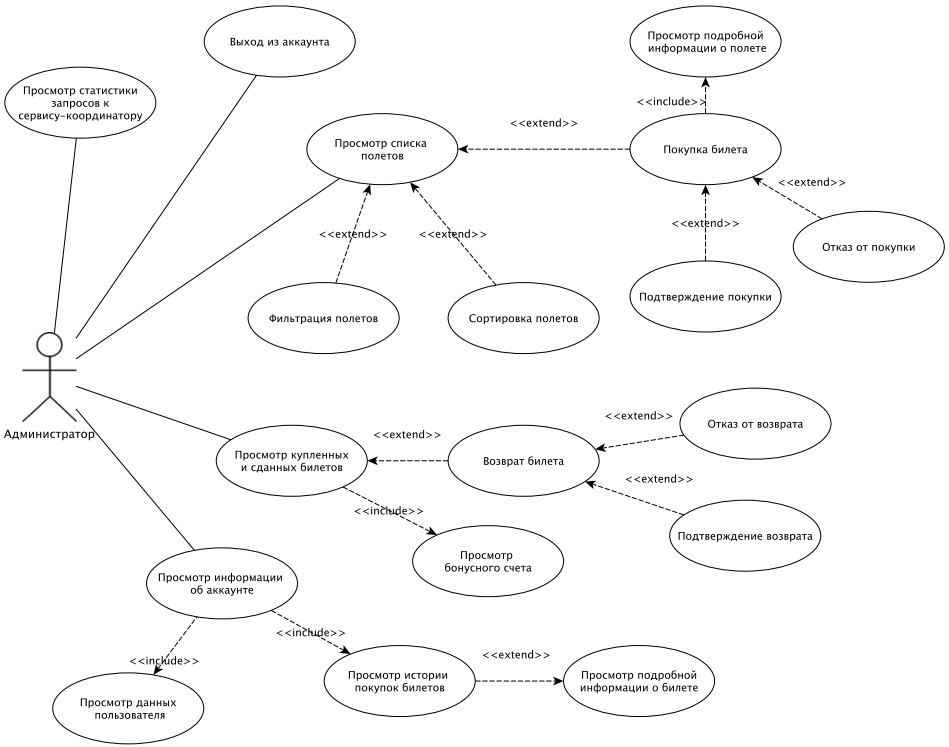 Выход из аккаунта
Просмотр подробной
информации о полете
Просмотр статистики
запросов к
сервису-координатору
<<include>>
<<extend>>
Просмотр списка
полетов
Покупка билета
<<extend>>
<<extend>>
<<extend>>
<<extend>>
Отказ от покупки
Подтверждение покупки
Фильтрация полетов
Сортировка полетов
Администратор
<<extend>>
Отказ от возврата
<<extend>>
Просмотр купленных
и сданных билетов
Возврат билета
<<extend>>
<<include>>
Подтверждение возврата
Просмотр
бонусного счета
Просмотр информации
об аккаунте
<<include>>
<<include>>
<<extend>>
Просмотр истории
покупок билетов
Просмотр подробной
информации о билете
Просмотр данных
пользователя